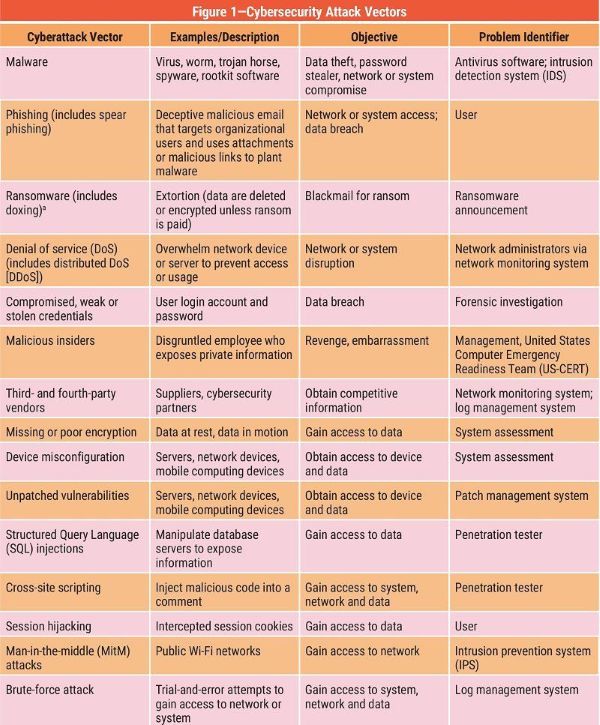 Figure 1—Cybersecurity Attack Vectors
Cyberattack Vector
Examples/Description
Objective
Problem Identifier
Malware
Virus, worm, trojan horse,
spyware, rootkit software
Data theft, password
stealer, network or system
compromise
Antivirus software; intrusion
detection system (IDS)
Phishing (includes spear
phishing)
Deceptive malicious email
that targets organizational
users and uses attachments
or malicious links to plant
malware
Network or system access;
data breach
User
Ransomware (includes
doxing)ª
Extortion (data are deleted
or encrypted unless ransom
is paid)
Blackmail for ransom
Ransomware
announcement
Denial of service (DoS)
(includes distributed DoS
[DDoS])
Overwhelm network device
or server to prevent access
or usage
Network or system
disruption
Network administrators via
network monitoring system
Compromised, weak or
stolen credentials
User login account and
password
Data breach
Forensic investigation
Malicious insiders
Disgruntled employee who
exposes private information
Revenge, embarrassment
Management, United States
Computer Emergency
Readiness Team (US-CERT)
Third- and fourth-party
vendors
Suppliers, cybersecurity
partners
Obtain competitive
information
Network monitoring system;
log management system
Missing or poor encryption
Data at rest, data in motion
Gain access to data
System assessment
Device misconfiguration
Servers, network devices,
mobile computing devices
Obtain access to device
and data
System assessment
Unpatched vulnerabilities
Servers, network devices,
mobile computing devices
Obtain access to device
and data
Patch management system
Structured Query Language
(SQL) injections
Manipulate database
servers to expose
information
Gain access to data
Penetration tester
Cross-site scripting
Inject malicious code into a
comment
Gain access to system,
network and data
Penetration tester
Session hijacking
Intercepted session cookies
Gain access to data
User
Man-in-the-middle (MitM)
attacks
Public Wi-Fi networks
Gain access to network
Intrusion prevention system
(IPS)
Brute-force attack
Trial-and-error attempts to
gain access to network or
system
Gain access to system,
network and data
Log management system